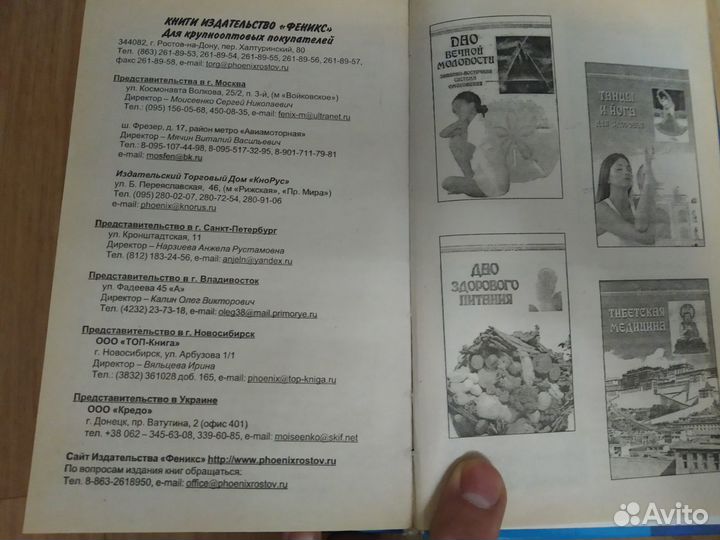 КНИГИ ИЗДАТЕЛЬСТВО «ФЕНИКС»
Для крупнооптовых покупателей
344082, г. Ростов-на-Дону, пер. Халтуринский, 80
Тел. (863) 261-89-53, 261-89-54, 261-89-55, 261-89-56, 261-89-57,
факс 261-89-58, e-mail: torg@phoenixrostov.ru
Представительства в г. Москва
ул. Космонавта Волкова, 25/2, п. 3-й, (м «Войковское»)
Директор – Моисеенко Сергей Николаевич
Тел.: (095) 156-05-68, 450-08-35, e-mail: fenix-m@ultranet.ru
ш. Фрезер, д. 17, район метро «Авиамоторная»
Директор – Мячин Виталий Васильевич
Тел.: 8-095-107-44-98, 8-095-517-32-95, 8-901-711-79-81
e-mail: mosfen@bk.ru
Издательский Торговый Дом «КноРус»
ул. Б. Переяславская, 46, (м «Рижская», «Пр. Мира»)
Тел. (095) 280-02-07, 280-72-54, 280-91-06
e-mail: phoenix@knorus.ru
Представительство в г. Санкт-Петербург
ул. Кронштадтская, 11
Директор – Нарзиева Анжела Рустамовна
Тел. (812) 183-24-56, e-mail: anjeln@yandex.ru
Представительство в г. Владивосток
ул. Фадеева 45 «А»
Директор – Калин Олег Викторович
Тел. (4232) 23-73-18, e-mail: oleg38@mail.primorye.ru
Представительство в г. Новосибирск
ООО «ТОП-Книга»
г. Новосибирск, ул. Арбузова 1/1
Директор – Вяльцева Ирина
Тел.: (3832) 361028 доб. 165, e-mail: phoenix@top-kniga.ru
Представительство в Украине
ООО «Кредо»
г. Донецк, пр. Ватутина, 2 (офис 401)
тел. +38 062 – 345-63-08, 339-60-85, e-mail: moiseenko@skif.net
Сайт Издательства «Феникс» http://www.phoenixrostov.ru
По вопросам издания книг обращаться:
Тел. 8-863-2618950, e-mail: office@phoenixrostov.ru
ДАО
ВЕЧНОЙ
МОЛОДОСТИ
СИСТЕМА
ОМОЛОЖЕНИЯ
ТАНЦЫ
И ЙОГА
ДЛЯ ЗДОРОВЬЯ
ДАО
ЗДОРОВОГО
ПИТАНИЯ
ТИБЕТСКАЯ
МЕДИЦИНА
Avito